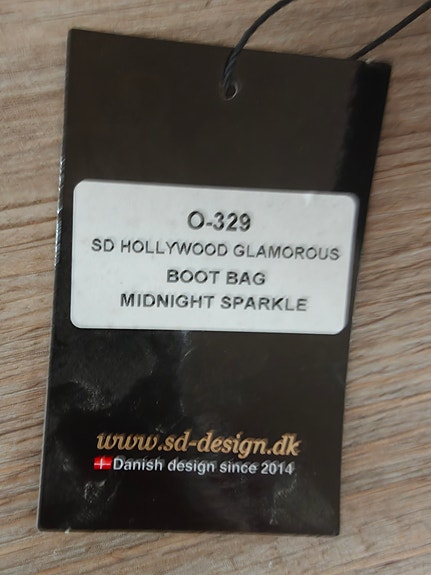 O-329
SD HOLLYWOOD GLAMOROUS
BOOT BAG
MIDNIGHT SPARKLE
www.sd-design.dk
Danish design since 2014